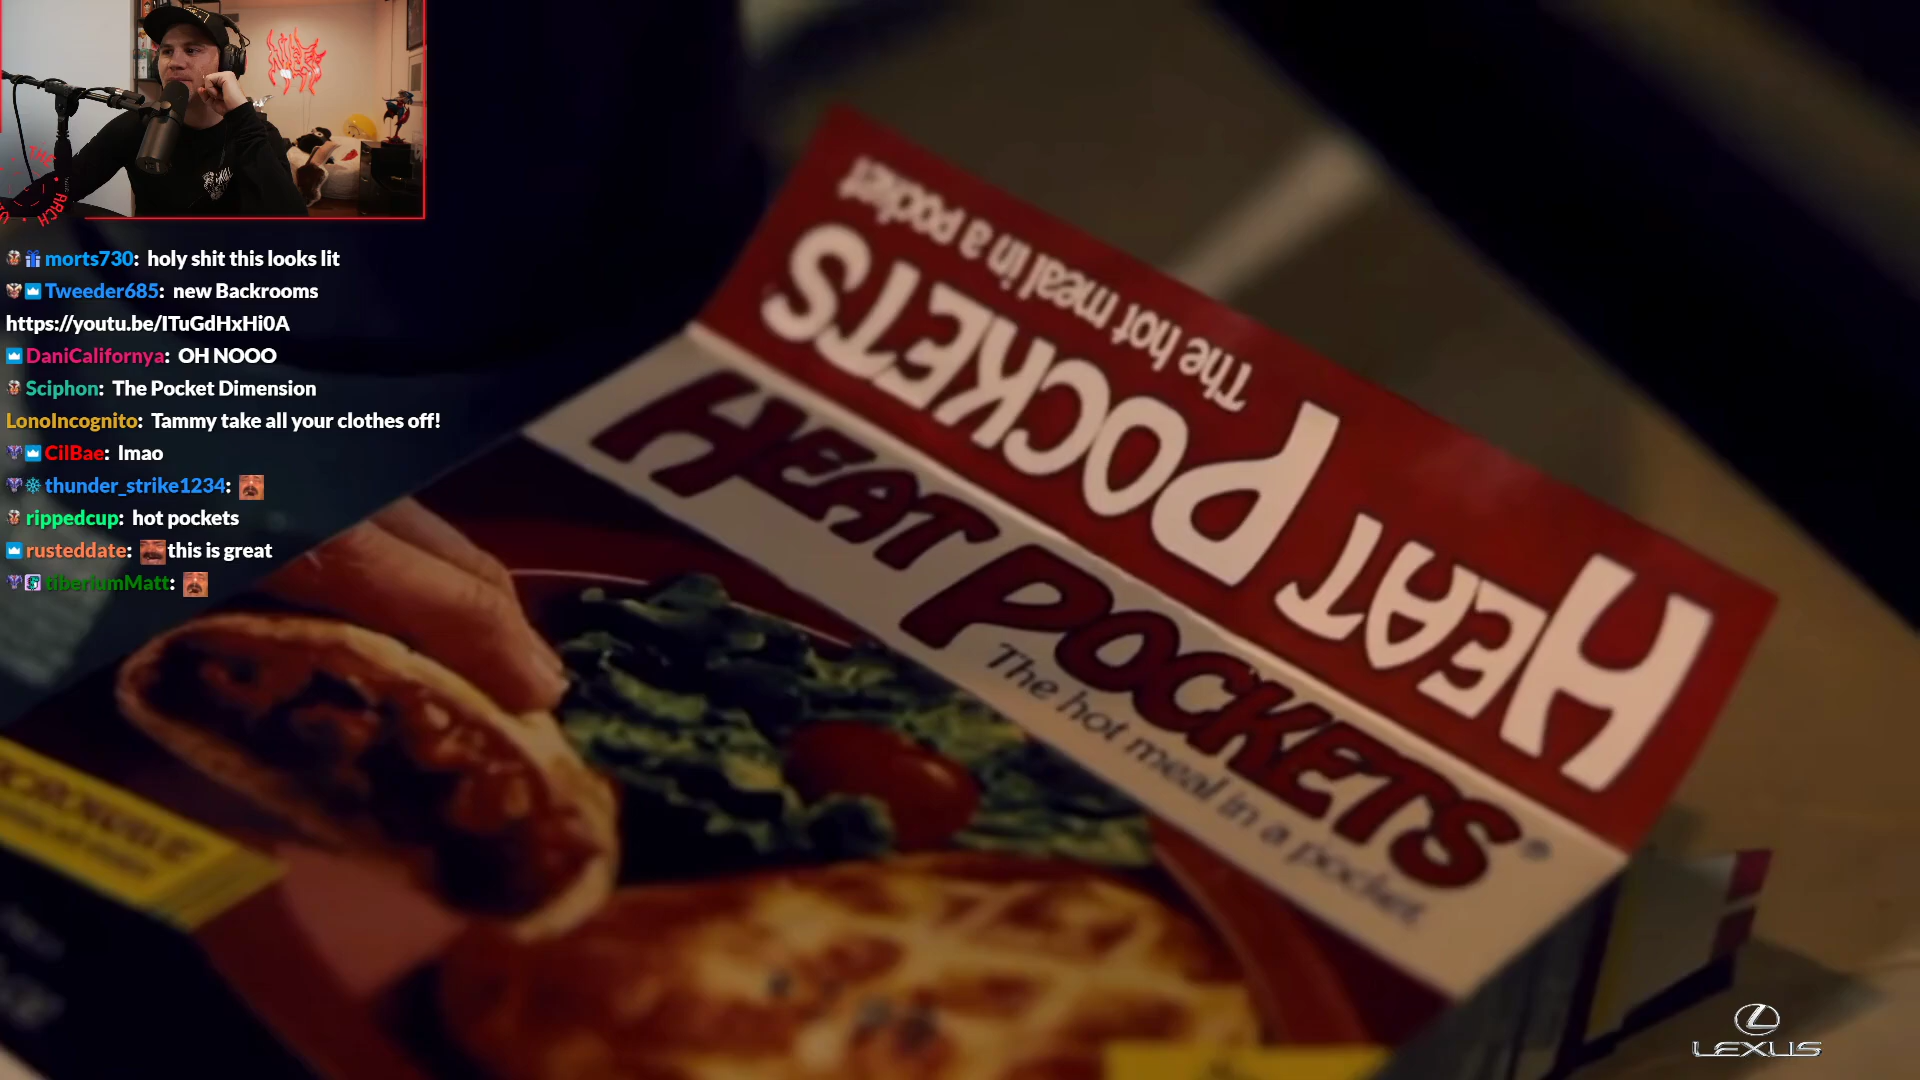 THE
ARCH
morts730: holy shit this looks lit
Tweeder685: new Backrooms
https://youtu.be/ITuGdHxHi0A
DaniCalifornya: OH NOOO
Sciphon: The Pocket Dimension
LonoIncognito: Tammy take all your clothes off!
CilBae: lmao
thunder_strike1234:
rippedcup: hot pockets
rusteddate: this is great
tiberiumMatt:
The hot meal in a pocket
HEAT POCKETS
HEAT POCKETS®
The hot meal in a pocket.
LEXUS